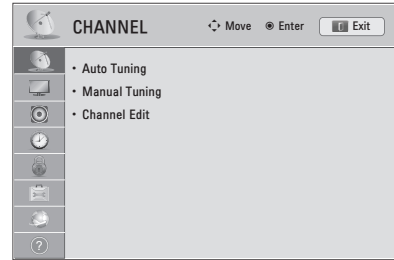 CHANNEL Move Enter Exit
• Auto Tuning
• Manual Tuning
• Channel Edit
?